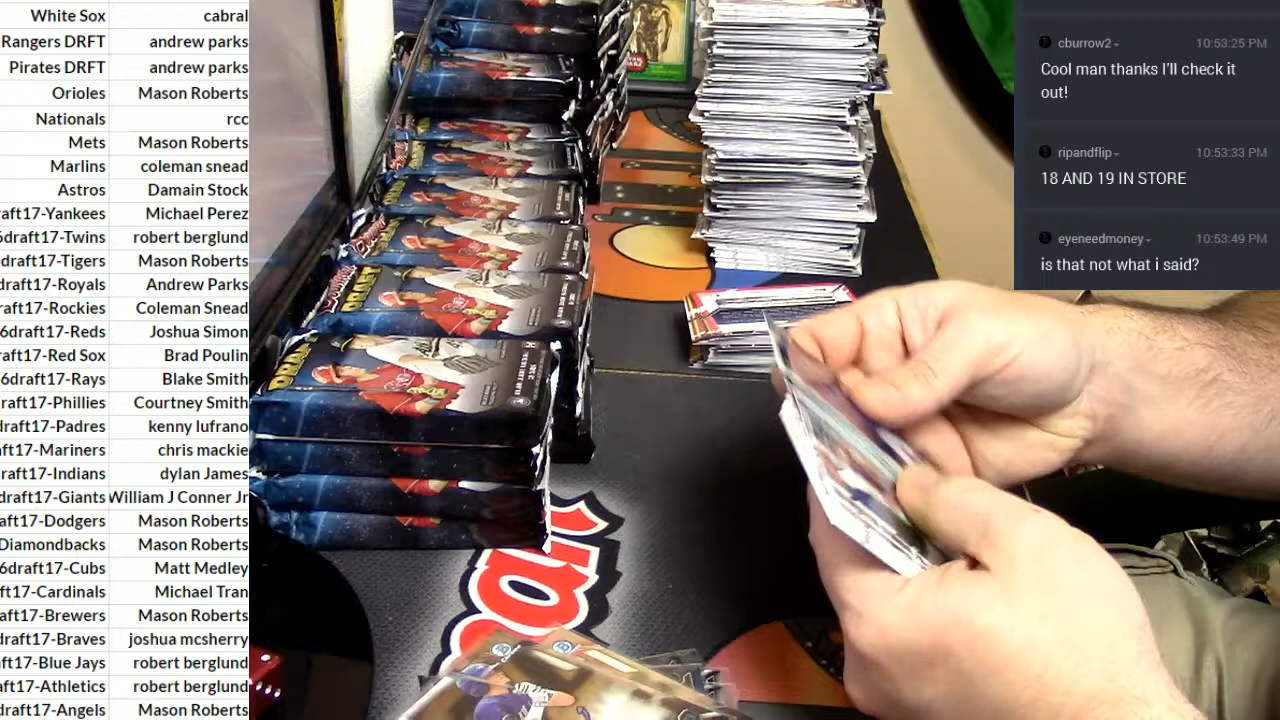 White Sox cabral
Rangers DRFT andrew parks
Pirates DRFT andrew parks
Orioles Mason Roberts
Nationals rcc
Mets Mason Roberts
Marlins coleman snead
Astros Damain Stock
raft17-Yankees Michael Perez
6draft17-Twins robert berglund
draft17-Tigers Mason Roberts
draft17-Royals Andrew Parks
raft17-Rockies Coleman Snead
6draft17-Reds Joshua Simon
raft17-Red Sox Brad Poulin
6draft17-Rays Blake Smith
raft17-Phillies Courtney Smith
draft17-Padres kenny lufrano
ft17-Mariners chris mackie
raft17-Indians dylan James
draft17-Giants William J Conner Jr
aft17-Dodgers Mason Roberts
Diamondbacks Mason Roberts
6draft17-Cubs Matt Medley
ft17-Cardinals Michael Tran
aft17-Brewers Mason Roberts
draft17-Braves joshua mcsherry
aft17-Blue Jays robert berglund
aft17-Athletics robert berglund
draft17-Angels Mason Roberts
cburrow2 10:53:25 PM
Cool man thanks I'll check it
out!
ripandflip 10:53:33 PM
18 AND 19 IN STORE
eyeneedmoney 10:53:49 PM
is that not what i said?
DRAFT
Bowman
DRAFT